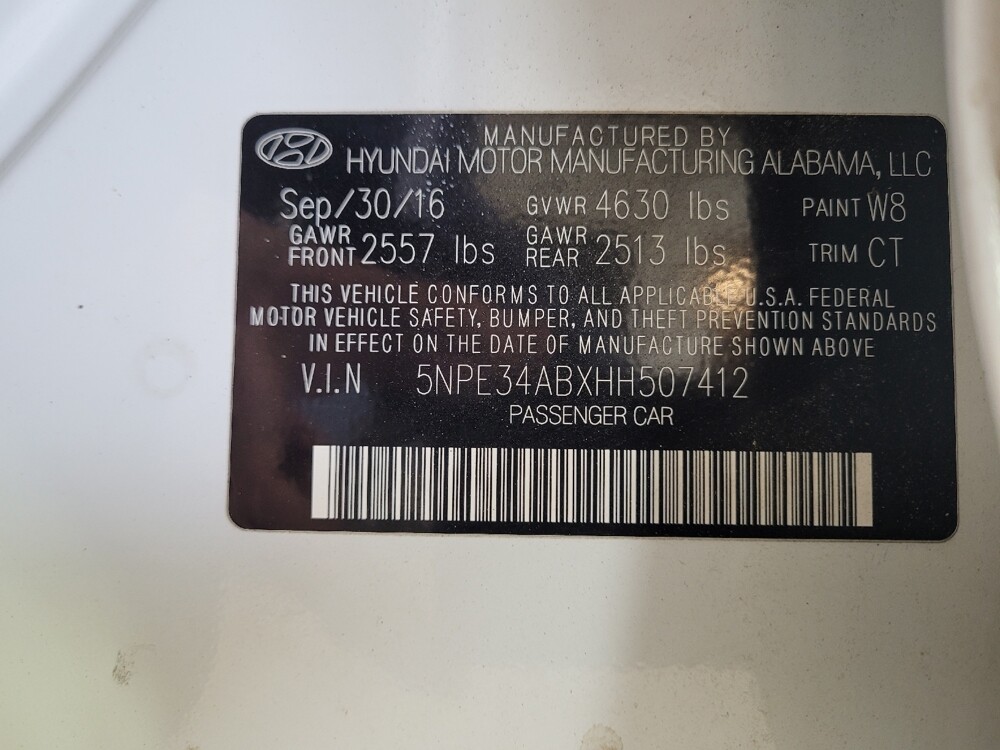 MANUFACTURED BY
HYUNDAI MOTOR MANUFACTURING ALABAMA, LLC
Sep/30/16 GVWR 4630 lbs PAINT W8
GAWR FRONT 2557 lbs GAWR REAR 2513 lbs TRIM CT
THIS VEHICLE CONFORMS TO ALL APPLICABLE U.S.A. FEDERAL
MOTOR VEHICLE SAFETY, BUMPER, AND THEFT PREVENTION STANDARDS
IN EFFECT ON THE DATE OF MANUFACTURE SHOWN ABOVE
V.I.N 5NPE34ABXHH507412
PASSENGER CAR